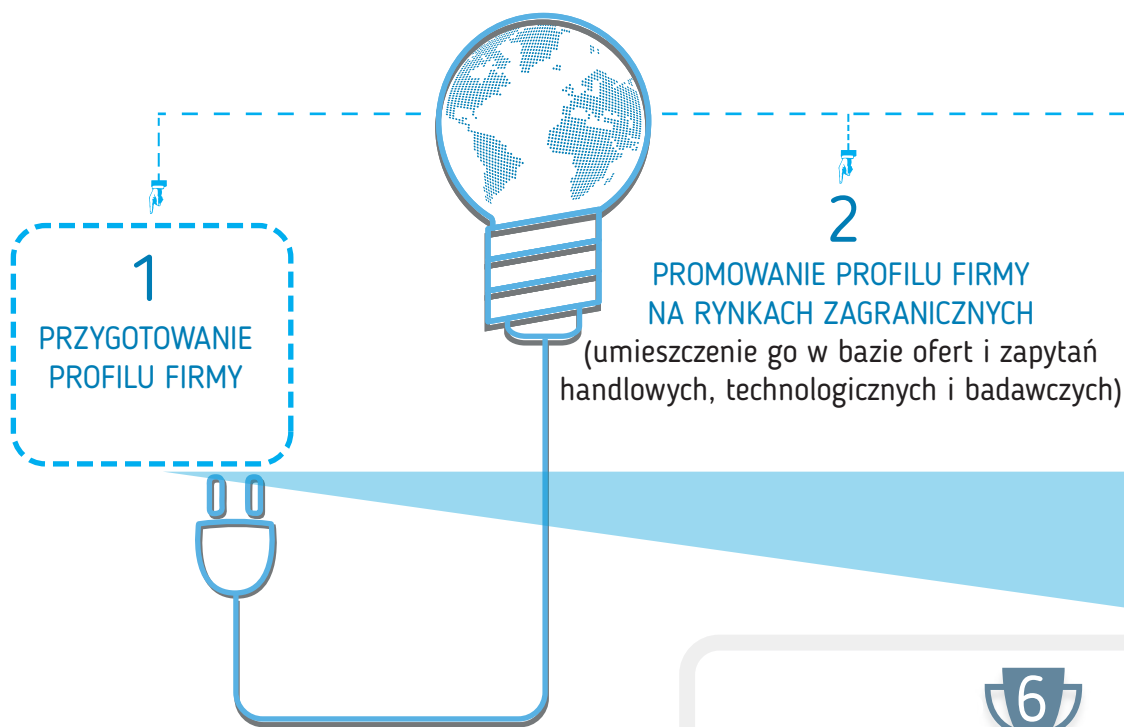 1
PRZYGOTOWANIE
PROFILU FIRMY
2
PROMOWANIE PROFILU FIRMY
NA RYNKACH ZAGRANICZNYCH
(umieszczenie go w bazie ofert i zapytań
handlowych, technologicznych i badawczych)
6